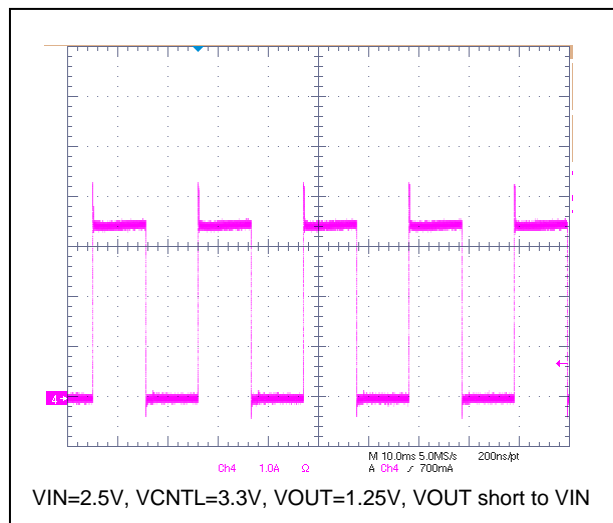 4
M 10.0ms 5.0MS/s 200ns/pt
Ch4 1.0A Ω A Ch4 / 700mA
VIN=2.5V, VCNTL=3.3V, VOUT=1.25V, VOUT short to VIN